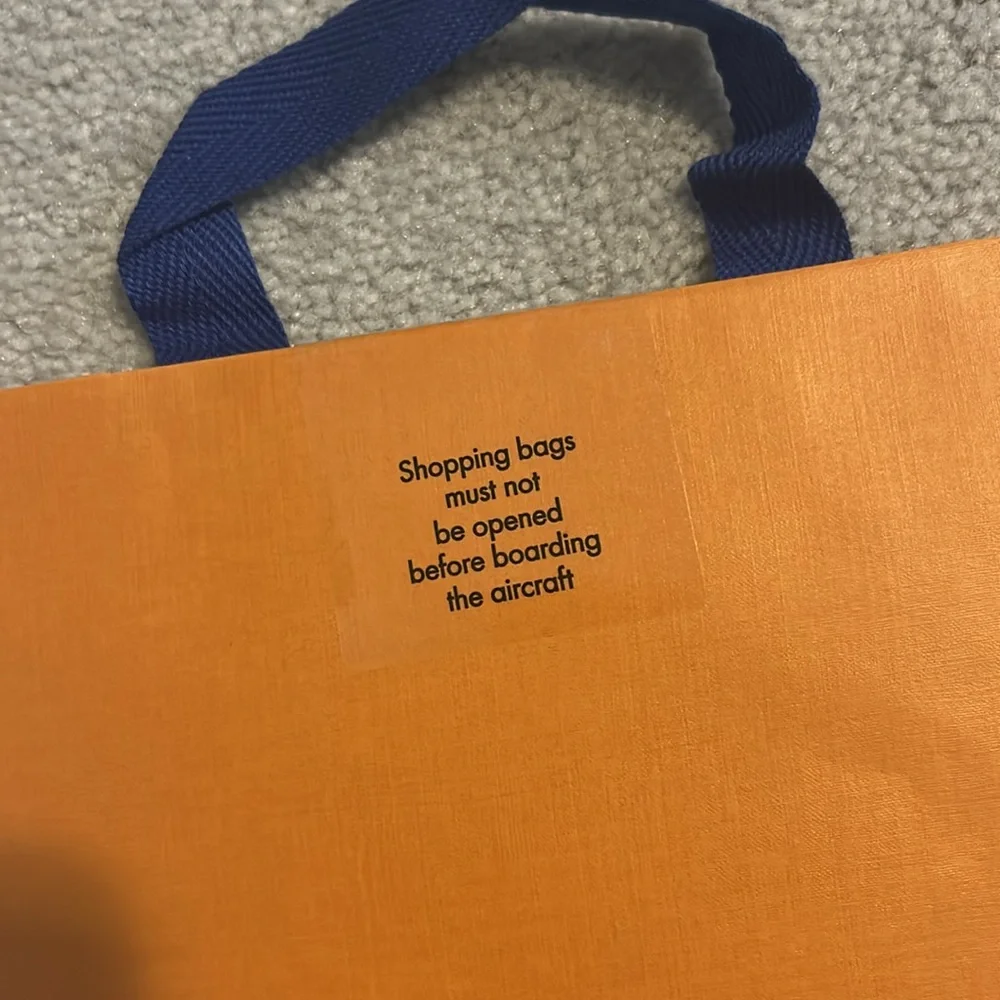 Shopping bags
must not
be opened
before boarding
the aircraft